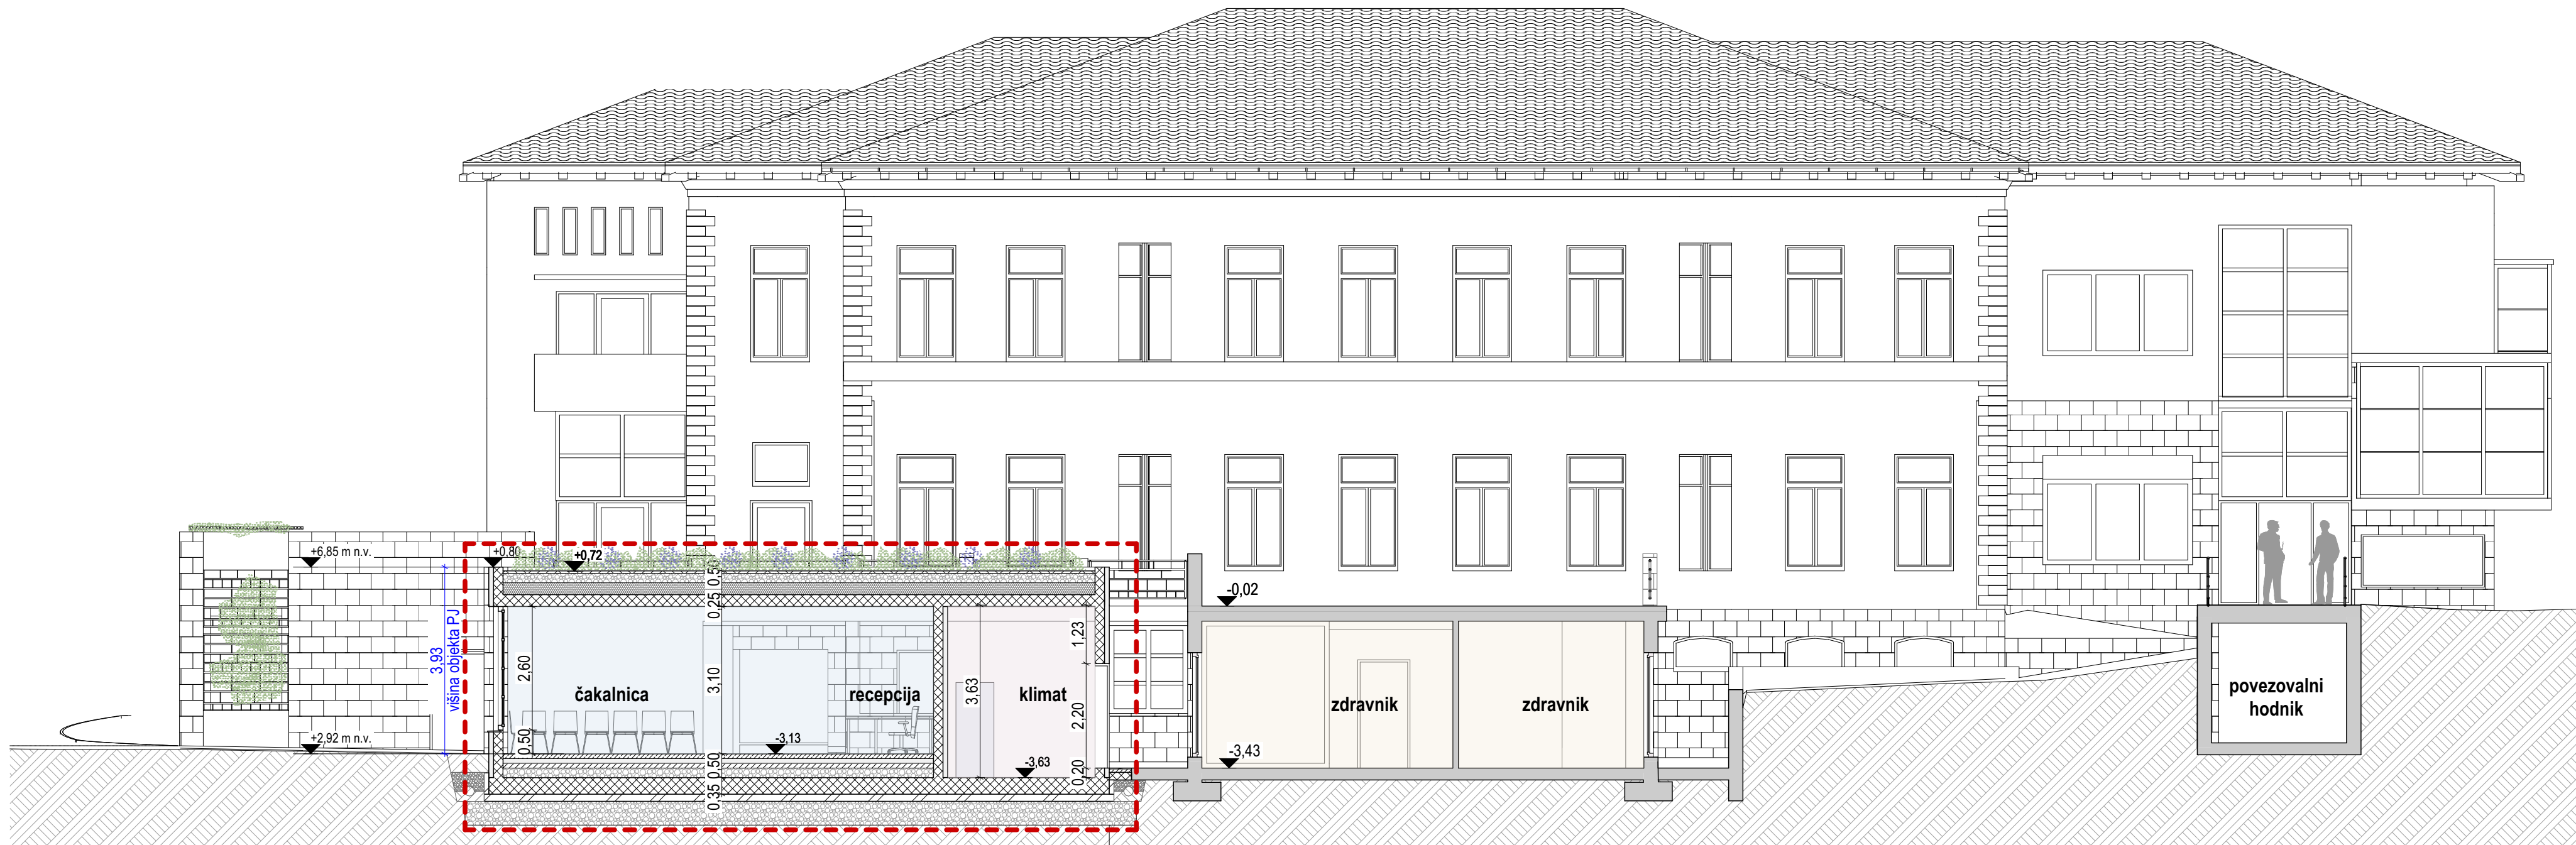 +6,85 m n.v.
+0,80
+0,72
0,50
0,25
-0,02
3,93
višina objekta PJ
2,60
3,10
3,63
1,23
čakalnica
recepcija
klimat
zdravnik
zdravnik
povezovalni
hodnik
2,20
+2,92 m n.v.
0,50
-3,13
-3,43
-3,63
0,50
0,20
0,35